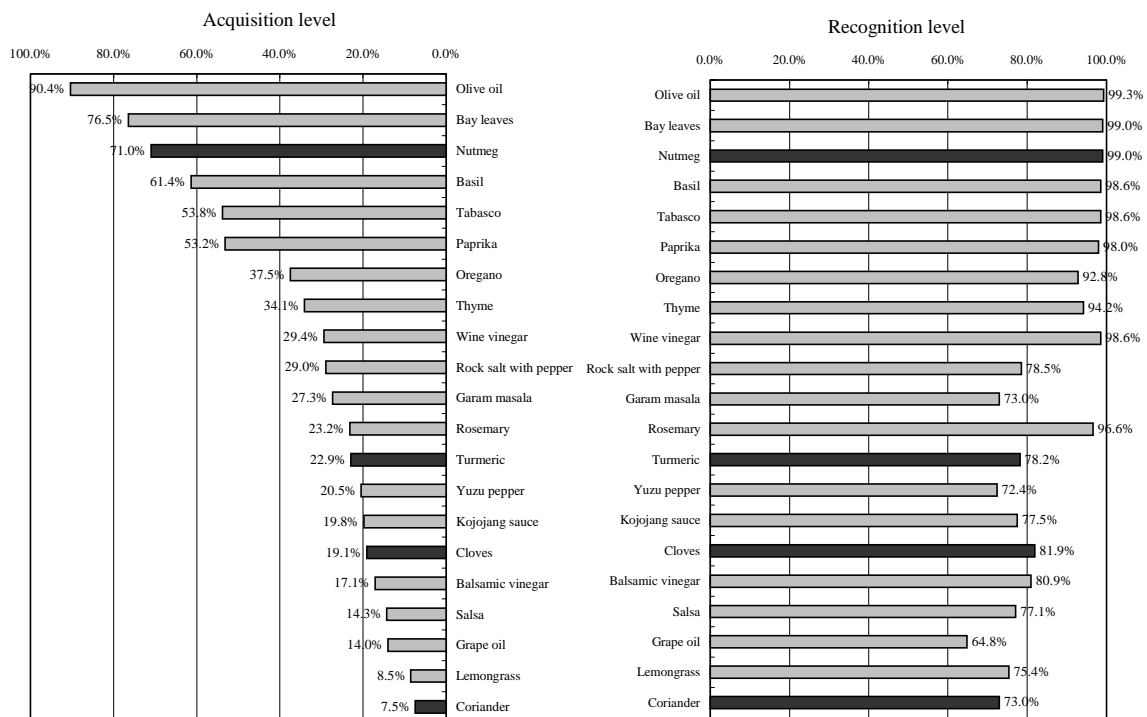 Acquisition level
100.0% 80.0% 60.0% 40.0% 20.0% 0.0%
90.4% Olive oil
76.5% Bay leaves
71.0% Nutmeg
61.4% Basil
53.8% Tabasco
53.2% Paprika
37.5% Oregano
34.1% Thyme
29.4% Wine vinegar
29.0% Rock salt with pepper
27.3% Garam masala
23.2% Rosemary
22.9% Turmeric
20.5% Yuzu pepper
19.8% Kojojang sauce
19.1% Cloves
17.1% Balsamic vinegar
14.3% Salsa
14.0% Grape oil
8.5% Lemongrass
7.5% Coriander
Recognition level
0.0% 20.0% 40.0% 60.0% 80.0% 100.0%
Olive oil 99.3%
Bay leaves 99.0%
Nutmeg 99.0%
Basil 98.6%
Tabasco 98.6%
Paprika 98.0%
Oregano 92.8%
Thyme 94.2%
Wine vinegar 98.6%
Rock salt with pepper 78.5%
Garam masala 73.0%
Rosemary 96.6%
Turmeric 78.2%
Yuzu pepper 72.4%
Kojojang sauce 77.5%
Cloves 81.9%
Balsamic vinegar 80.9%
Salsa 77.1%
Grape oil 64.8%
Lemongrass 75.4%
Coriander 73.0%